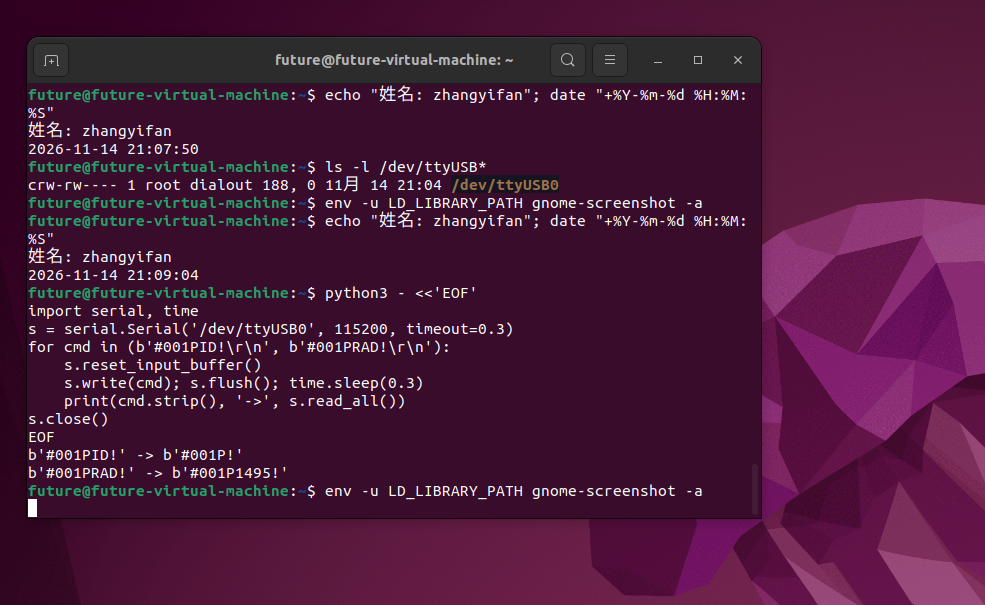 future@future-virtual-machine: ~
future@future-virtual-machine:~$ echo "姓名: zhangyifan"; date "+%Y-%m-%d %H:%M:
%S"
姓名: zhangyifan
2026-11-14 21:07:50
future@future-virtual-machine:~$ ls -l /dev/ttyUSB*
crw-rw---- 1 root dialout 188, 0 11月 14 21:04 /dev/ttyUSB0
future@future-virtual-machine:~$ env -u LD_LIBRARY_PATH gnome-screenshot -a
future@future-virtual-machine:~$ echo "姓名: zhangyifan"; date "+%Y-%m-%d %H:%M:
%S"
姓名: zhangyifan
2026-11-14 21:09:04
future@future-virtual-machine:~$ python3 - <<'EOF'
import serial, time
s = serial.Serial('/dev/ttyUSB0', 115200, timeout=0.3)
for cmd in (b'#001PID!\r\n', b'#001PRAD!\r\n'):
    s.reset_input_buffer()
    s.write(cmd); s.flush(); time.sleep(0.3)
    print(cmd.strip(), '->', s.read_all())
s.close()
EOF
b'#001PID!' -> b'#001P!'
b'#001PRAD!' -> b'#001P1495!'
future@future-virtual-machine:~$ env -u LD_LIBRARY_PATH gnome-screenshot -a